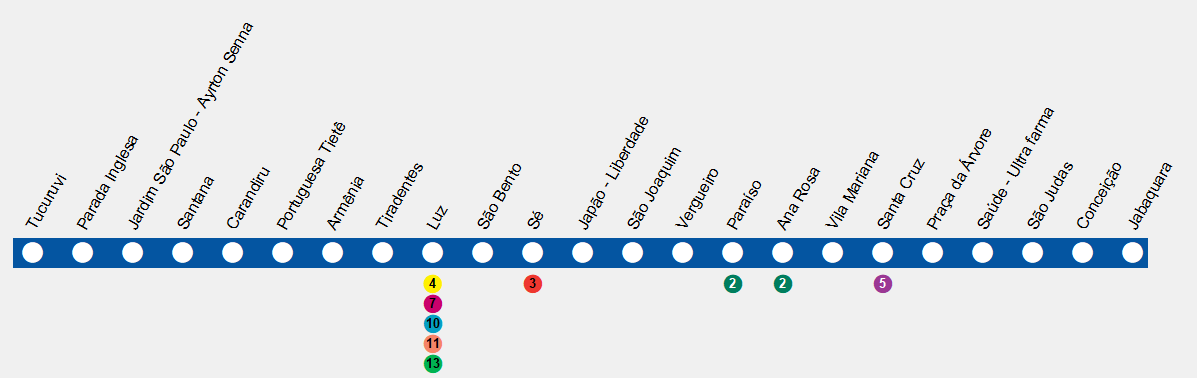 Tucuruvi
Parada Inglesa
Jardim São Paulo - Ayrton Senna
Santana
Carandiru
Portuguesa Tietê
Armênia
Tiradentes
Luz
São Bento
Sé
Japão - Liberdade
São Joaquim
Vergueiro
Paraíso
Ana Rosa
Vila Mariana
Santa Cruz
Praça da Árvore
Saúde - Ultra farma
São Judas
Conceição
Jabaquara
4
7
10
11
13
3
2
2
5